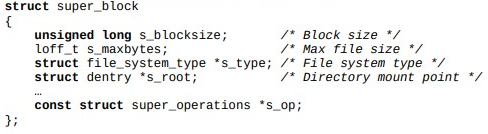 struct super_block
{
unsigned long s_blocksize; /* Block size */
loff_t s_maxbytes; /* Max file size */
struct file_system_type *s_type; /* File system type */
struct dentry *s_root; /* Directory mount point */
…
const struct super_operations *s_op;
};